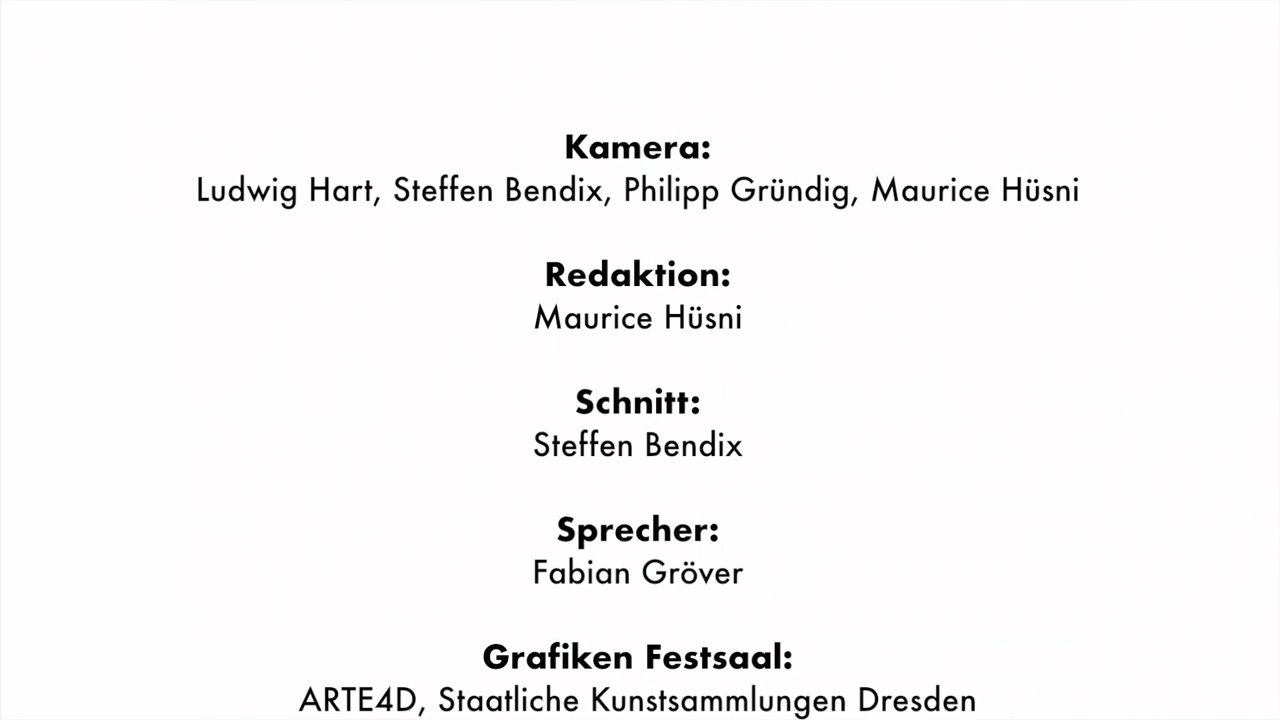 Kamera:
Ludwig Hart, Steffen Bendix, Philipp Gründig, Maurice Hüsni
Redaktion:
Maurice Hüsni
Schnitt:
Steffen Bendix
Sprecher:
Fabian Gröver
Grafiken Festsaal:
ARTE4D, Staatliche Kunstsammlungen Dresden